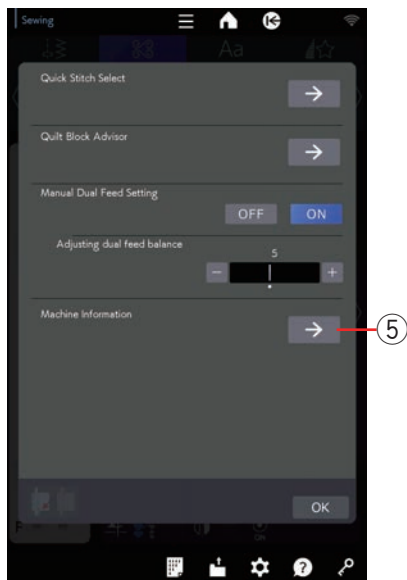 Sewing
Aa
Quick Stitch Select
Quilt Block Advisor
Manual Dual Feed Setting
OFF ON
Adjusting dual feed balance
5
− +
Machine Information
⑤
OK